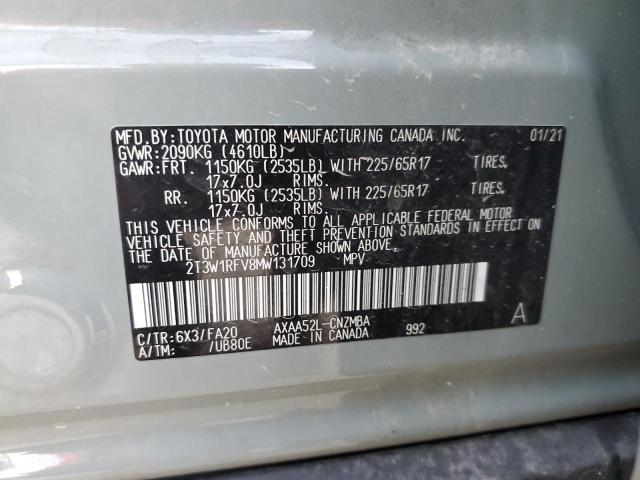 MFD.BY:TOYOTA MOTOR MANUFACTURING CANADA INC. 01/21
GVWR:2090KG (4610LB)
GAWR:FRT. 1150KG (2535LB) WITH 225/65R17 TIRES,
17x7.0J RIMS.
RR. 1150KG (2535LB) WITH 225/65R17 TIRES,
17x7.0J RIMS.
THIS VEHICLE CONFORMS TO ALL APPLICABLE FEDERAL MOTOR
VEHICLE SAFETY AND THEFT PREVENTION STANDARDS IN EFFECT ON
THE DATE OF MANUFACTURE SHOWN ABOVE.
2T3W1RFV8MW131709 MPV
C/TR:6X3/FA20 AXAA52L-CNZMBA 992 A
A/TM: /UB80E MADE IN CANADA